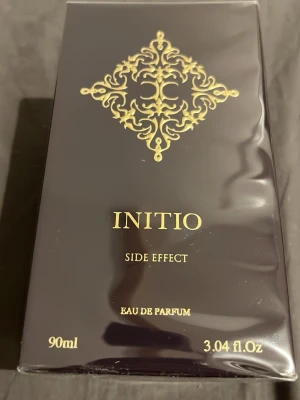 INITIO
SIDE EFFECT
EAU DE PARFUM
90ml 3.04 fl.Oz